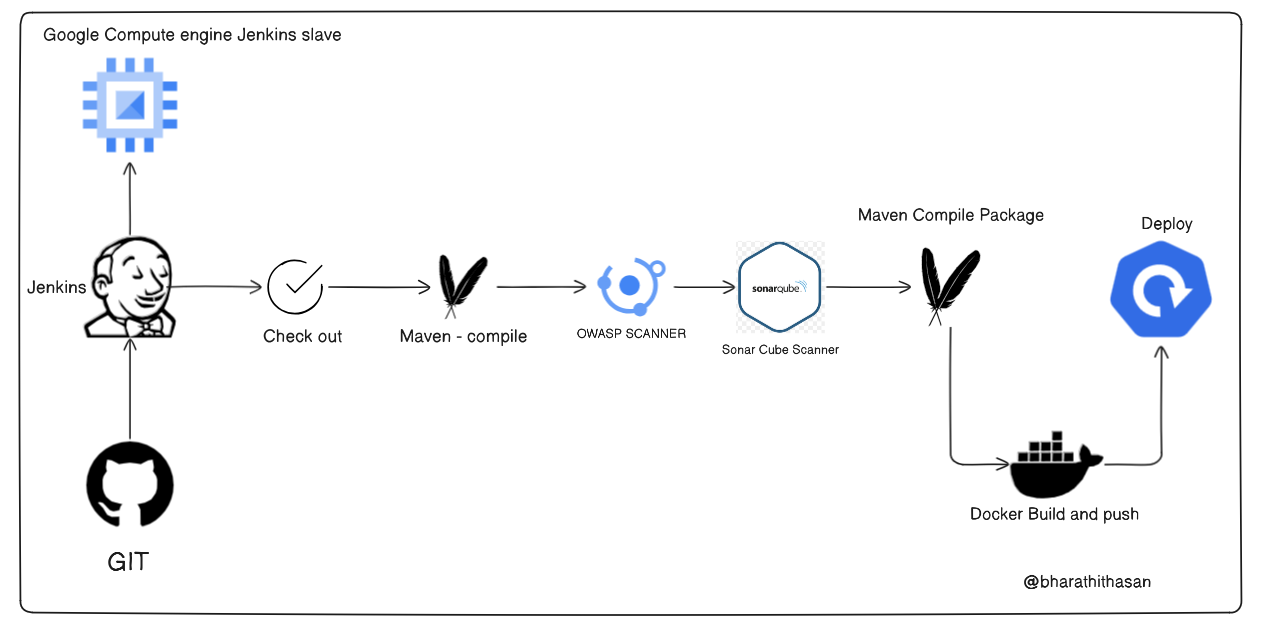 Google Compute engine Jenkins slave
Maven Compile Package
Deploy
Jenkins
sonarqube
Check out
Maven - compile
OWASP SCANNER
Sonar Cube Scanner
Docker Build and push
GIT
@bharathithasan